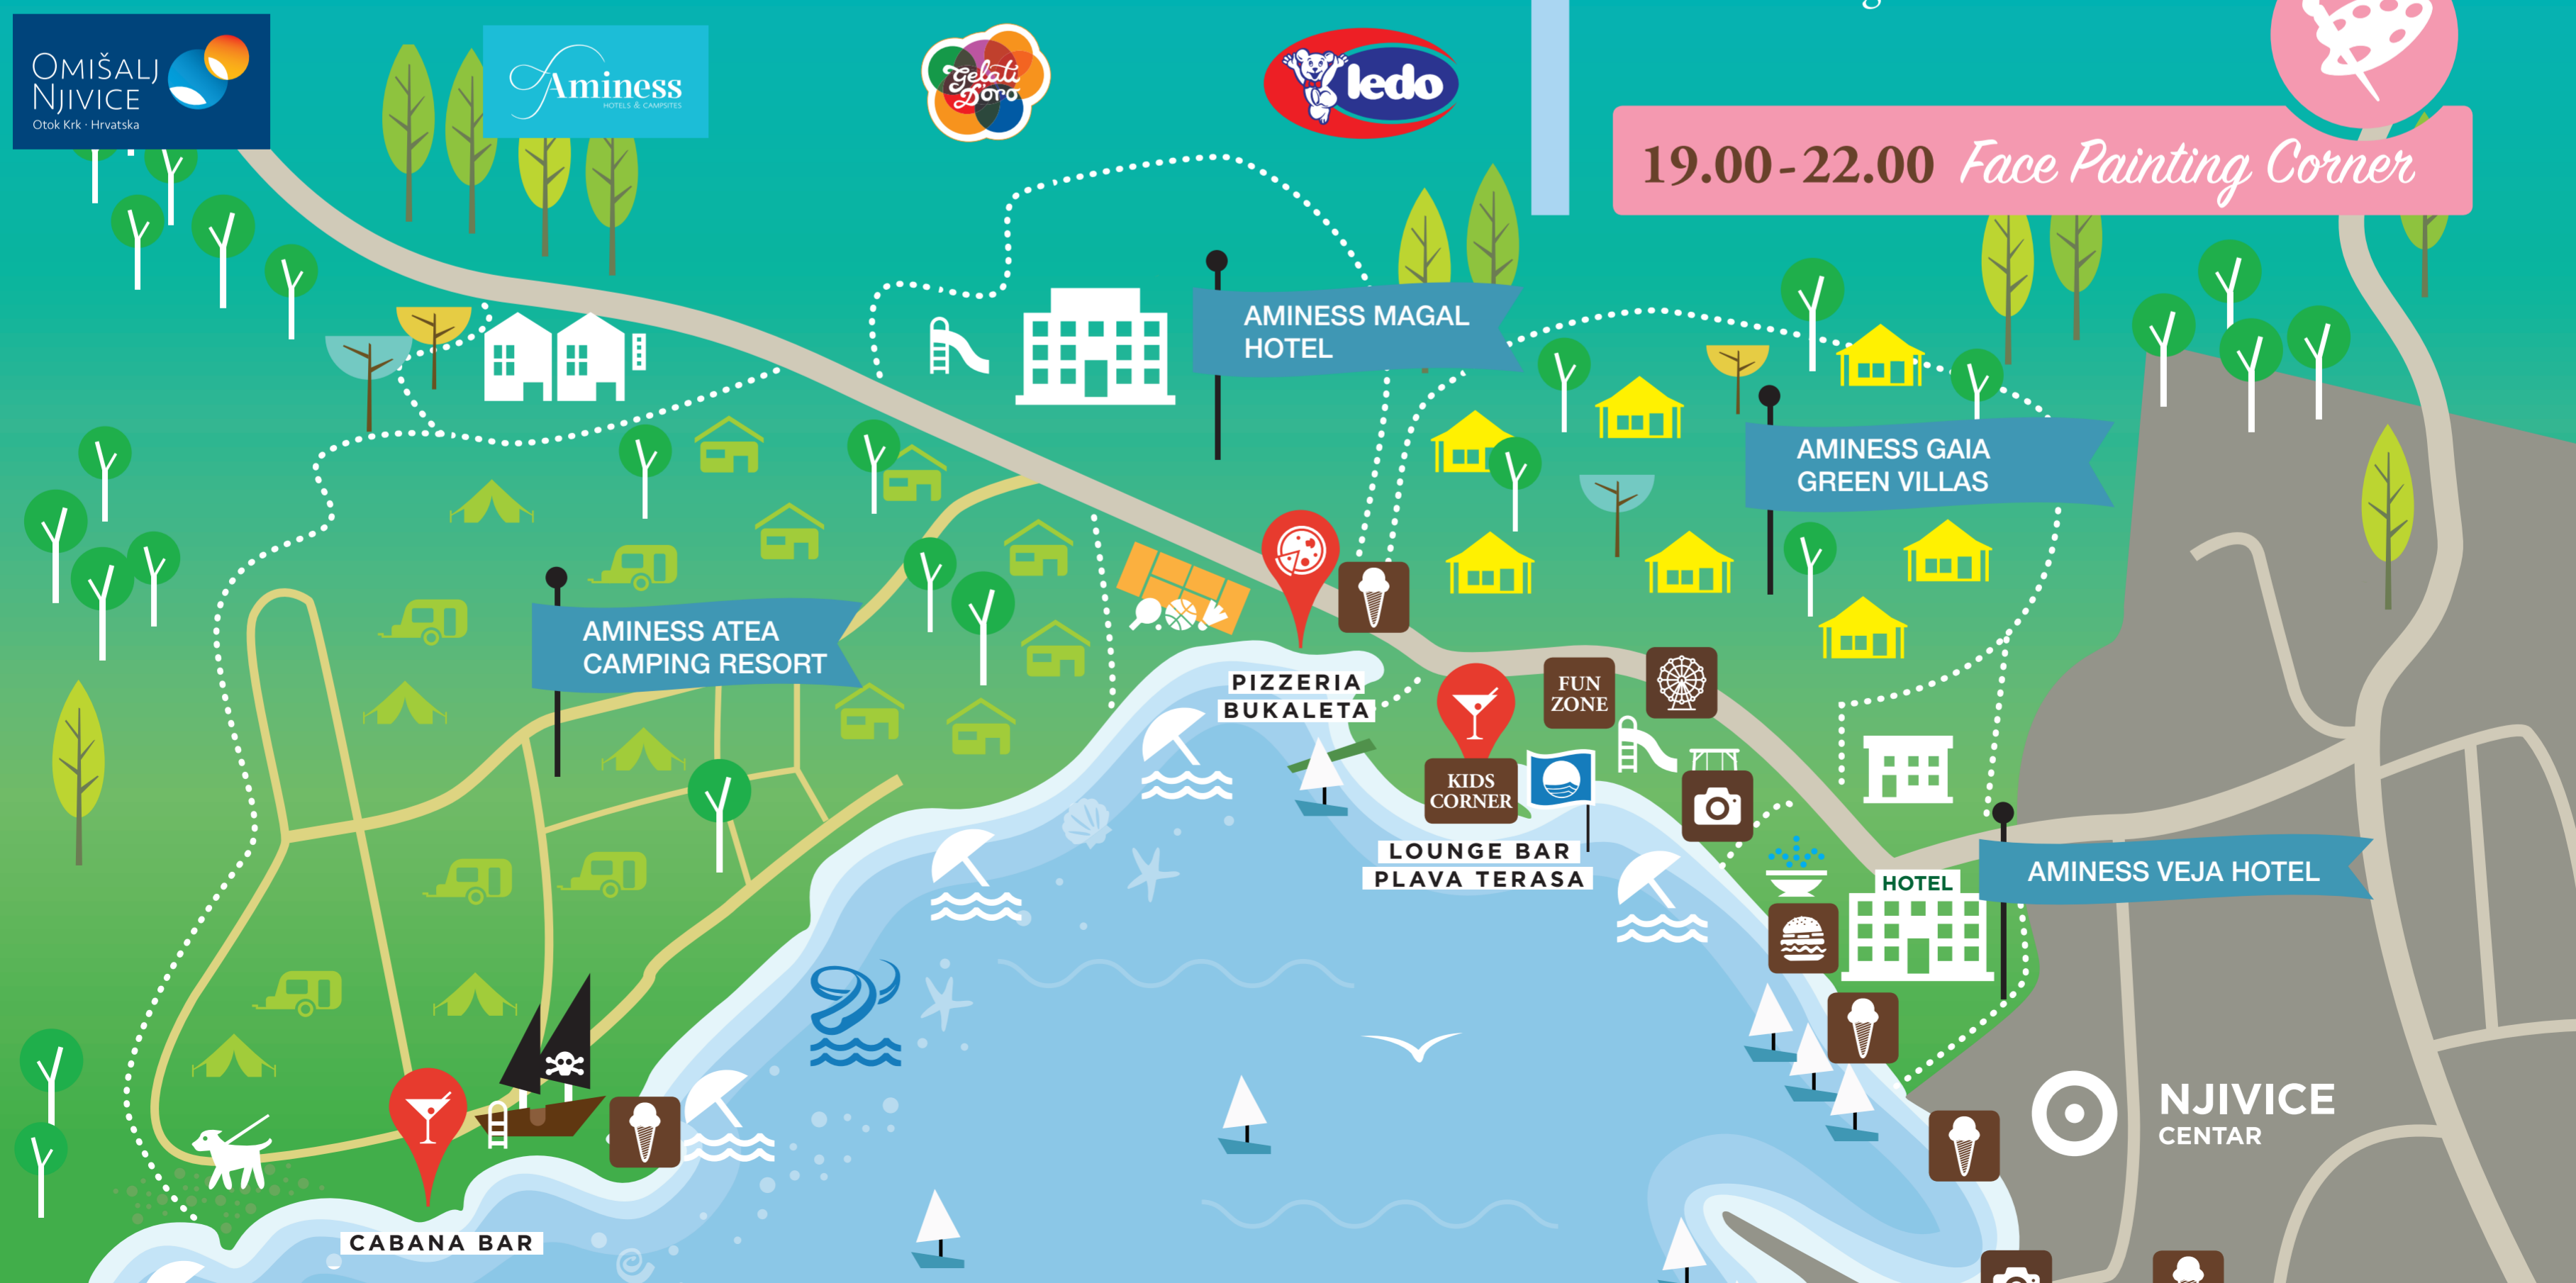 OMIŠALJ
NJIVICE
Otok Krk · Hrvatska
Aminess
HOTELS & CAMPSITES
Gelati
D'oro
ledo
19.00-22.00 Face Painting Corner
AMINESS MAGAL
HOTEL
AMINESS GAIA
GREEN VILLAS
AMINESS ATEA
CAMPING RESORT
PIZZERIA
BUKALETA
FUN
ZONE
KIDS
CORNER
LOUNGE BAR
PLAVA TERASA
HOTEL
AMINESS VEJA HOTEL
NJIVICE
CENTAR
CABANA BAR